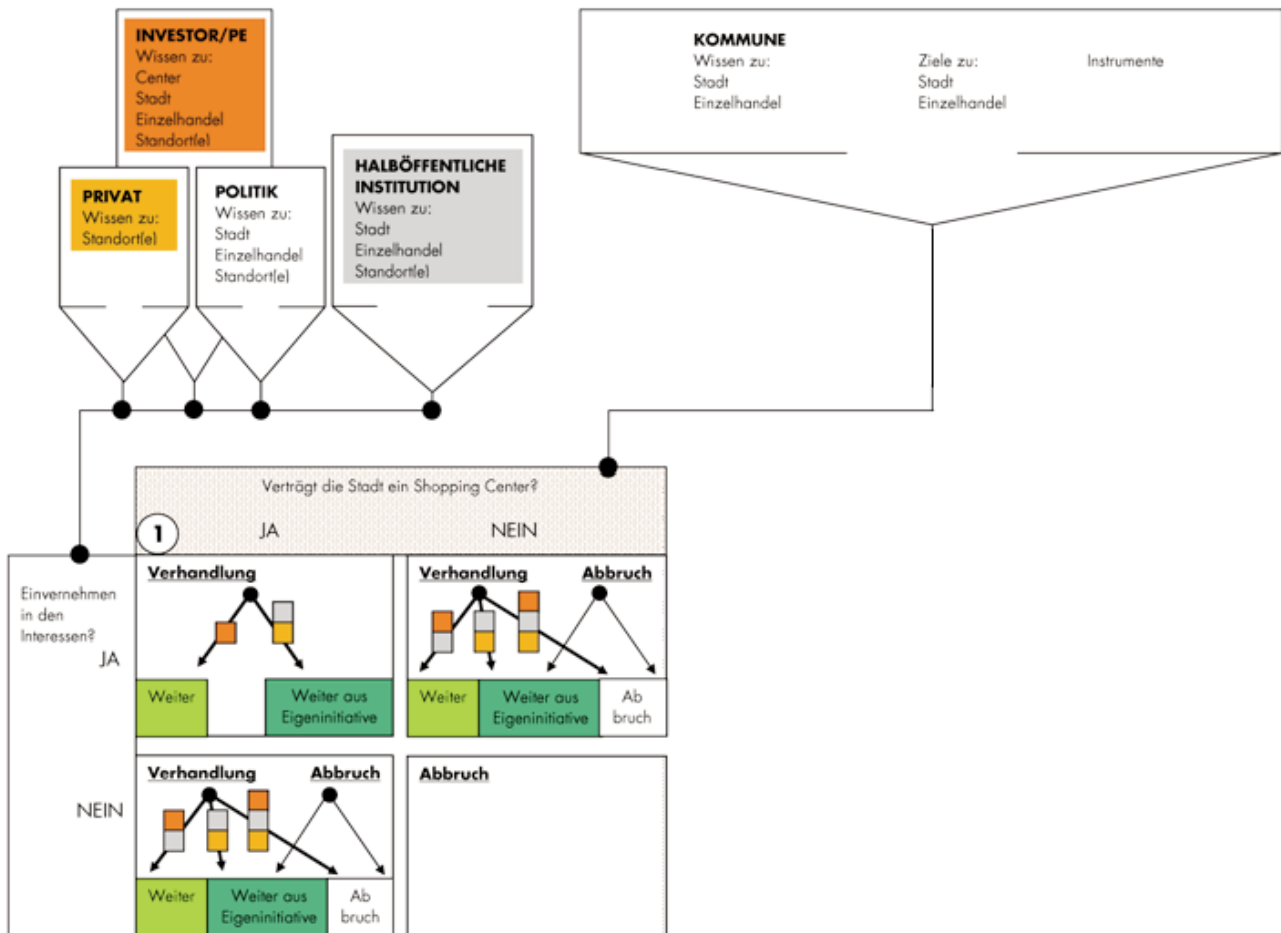 INVESTOR/PE
Wissen zu:
Center
Stadt
Einzelhandel
Standort(e)
PRIVAT
Wissen zu:
Standort(e)
POLITIK
Wissen zu:
Stadt
Einzelhandel
Standort(e)
HALBÖFFENTLICHE
INSTITUTION
Wissen zu:
Stadt
Einzelhandel
Standort(e)
KOMMUNE
Wissen zu:
Stadt
Einzelhandel
Ziele zu:
Stadt
Einzelhandel
Instrumente
Verträgt die Stadt ein Shopping Center?
1
JA
NEIN
Einvernehmen
in den
Interessen?
JA
Verhandlung
Weiter
Weiter aus
Eigeninitiative
Verhandlung
Abbruch
Weiter
Weiter aus
Eigeninitiative
Ab
bruch
NEIN
Verhandlung
Abbruch
Weiter
Weiter aus
Eigeninitiative
Ab
bruch
Abbruch